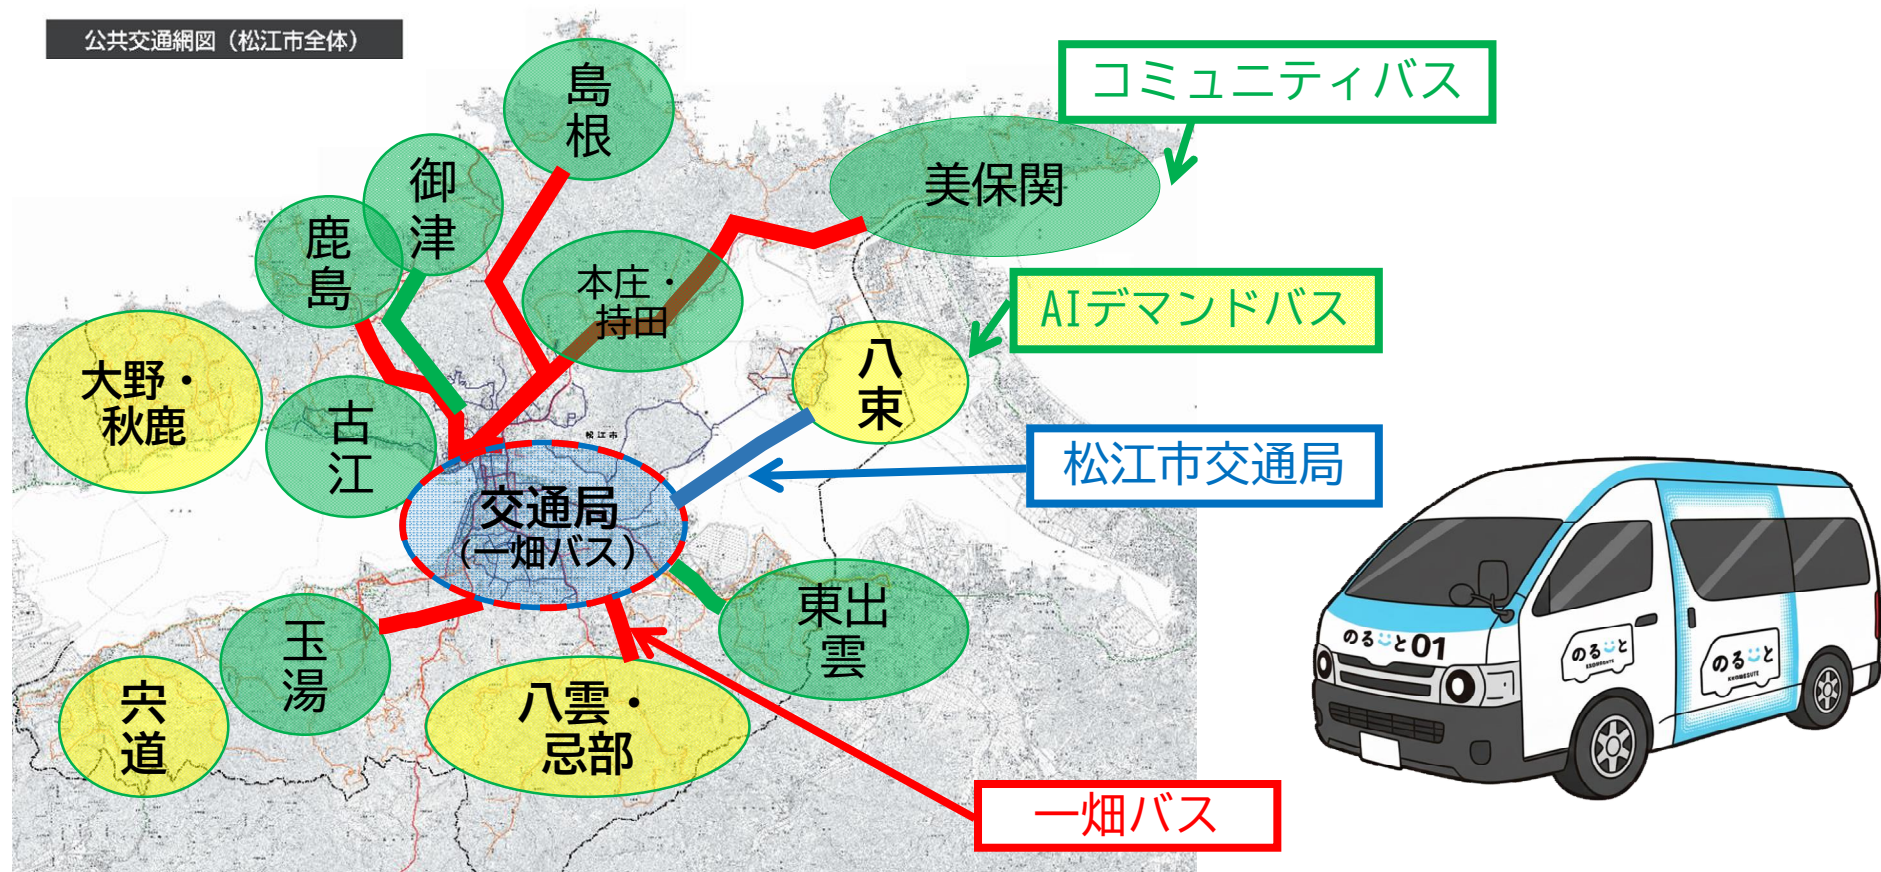 公共交通網図（松江市全体）
島
根
コミュニティバス
御
津
美保関
鹿
島
本庄・
持田
AIデマンドバス
大野・
秋鹿
八
束
古
江
松江市
松江市交通局
交通局
（一畑バス）
東出
雲
玉
湯
宍
道
八雲・
忌部
一畑バス
のると01
のると
のると